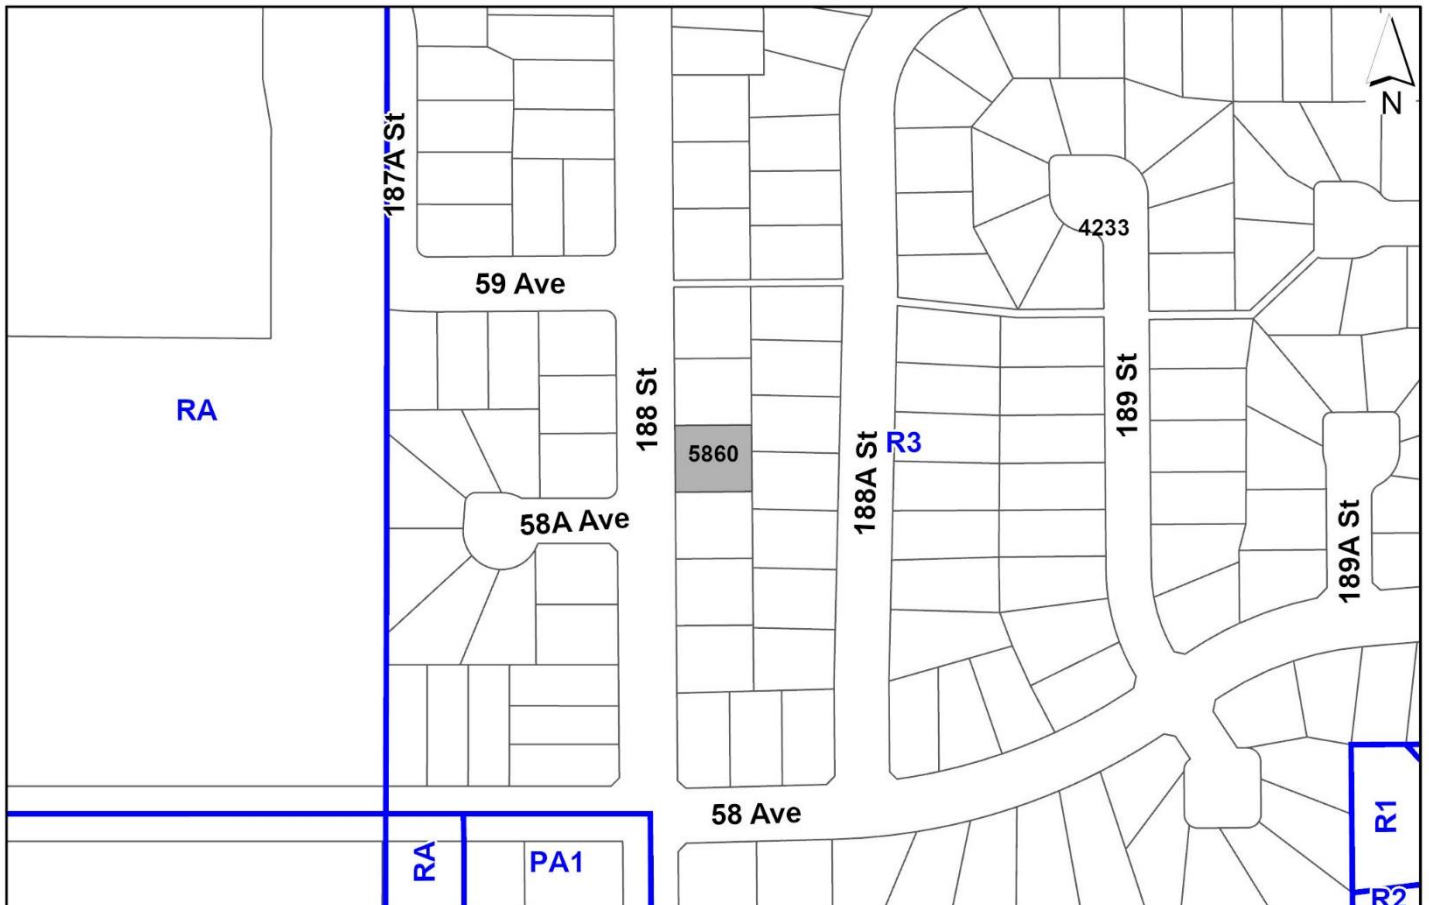 N
187A St
4233
59 Ave
189 St
188 St
RA
R3
5860
188A St
58A Ave
189A St
58 Ave
R1
RA
PA1
R2